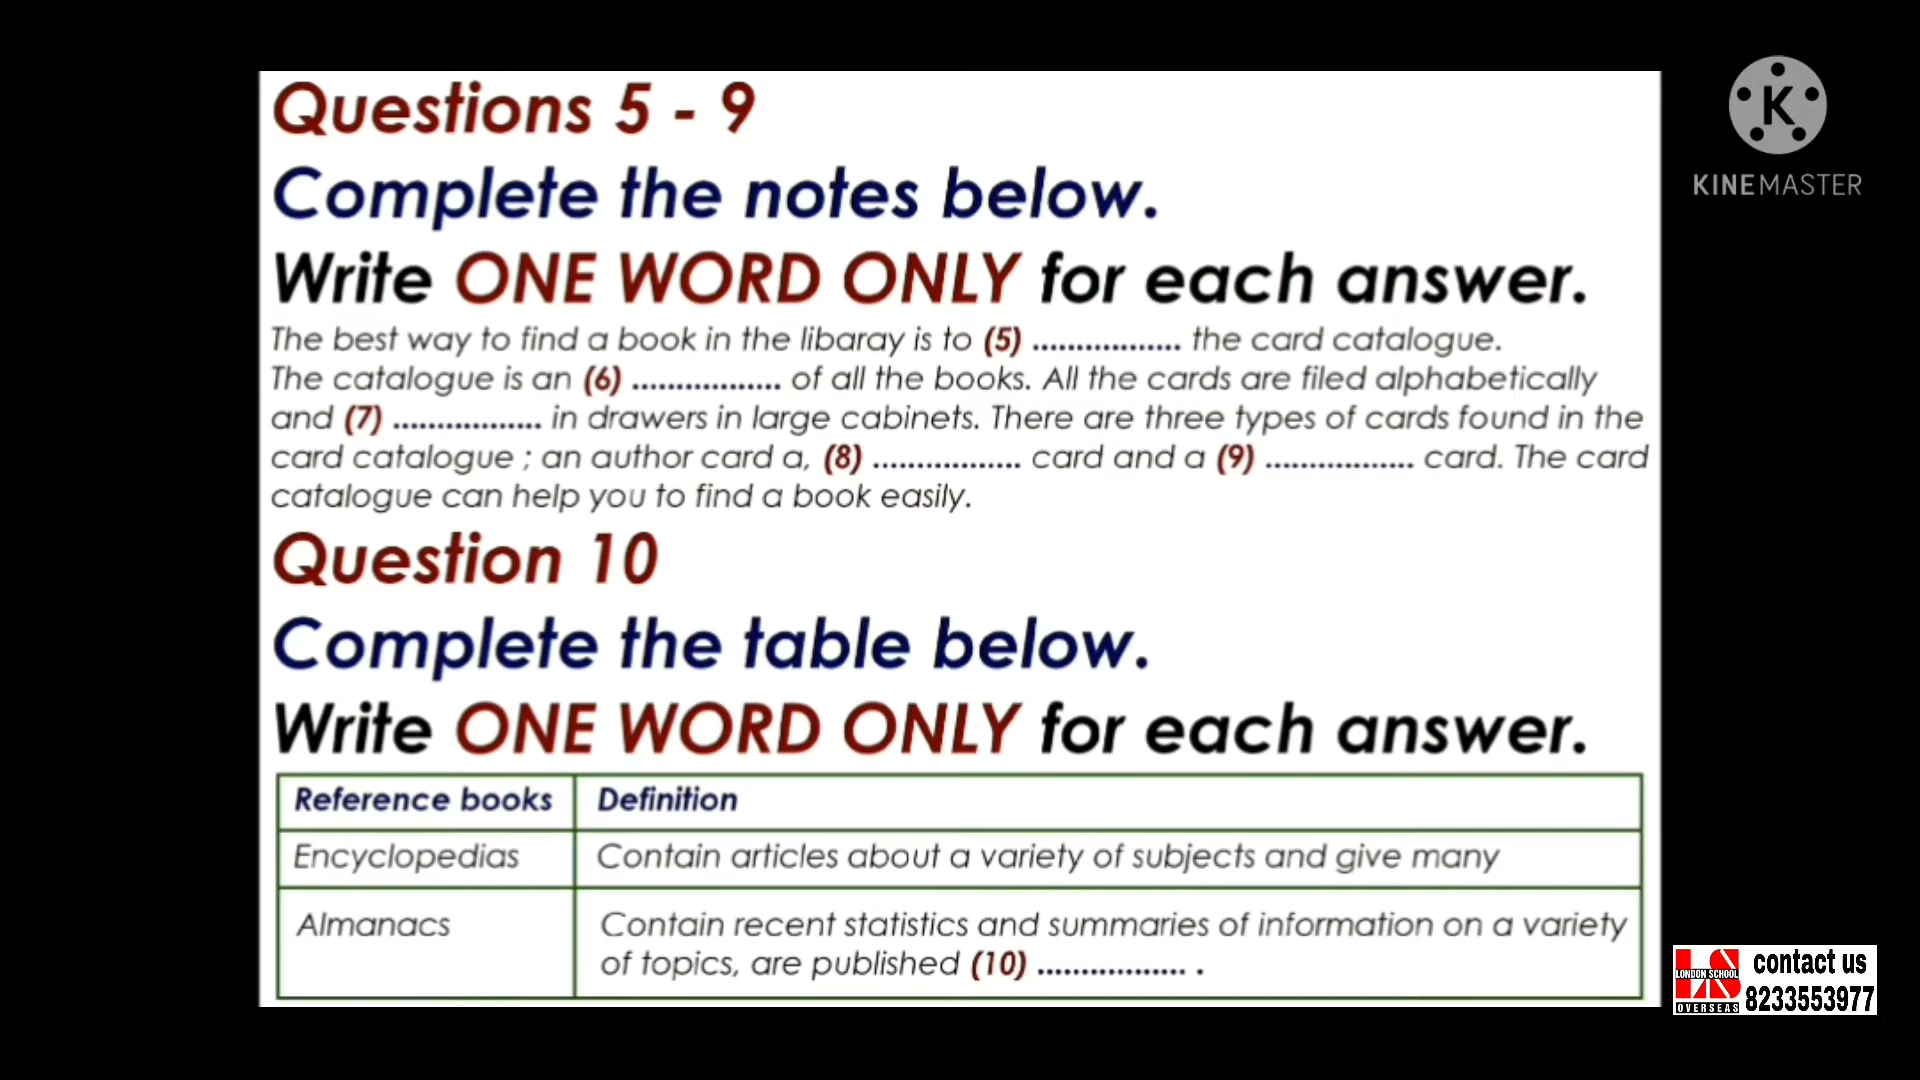 Questions 5 - 9
Complete the notes below.
Write ONE WORD ONLY for each answer.
The best way to find a book in the libaray is to (5) ................. the card catalogue.
The catalogue is an (6) ................. of all the books. All the cards are filed alphabetically
and (7) ................. in drawers in large cabinets. There are three types of cards found in the
card catalogue ; an author card a, (8) ................. card and a (9) ................. card. The card
catalogue can help you to find a book easily.
Question 10
Complete the table below.
Write ONE WORD ONLY for each answer.
Reference books Definition
Encyclopedias Contain articles about a variety of subjects and give many
Almanacs Contain recent statistics and summaries of information on a variety
of topics, are published (10) ................. .
K
KINEMASTER
LS
LONDON SCHOOL
OVERSEAS
contact us
8233553977